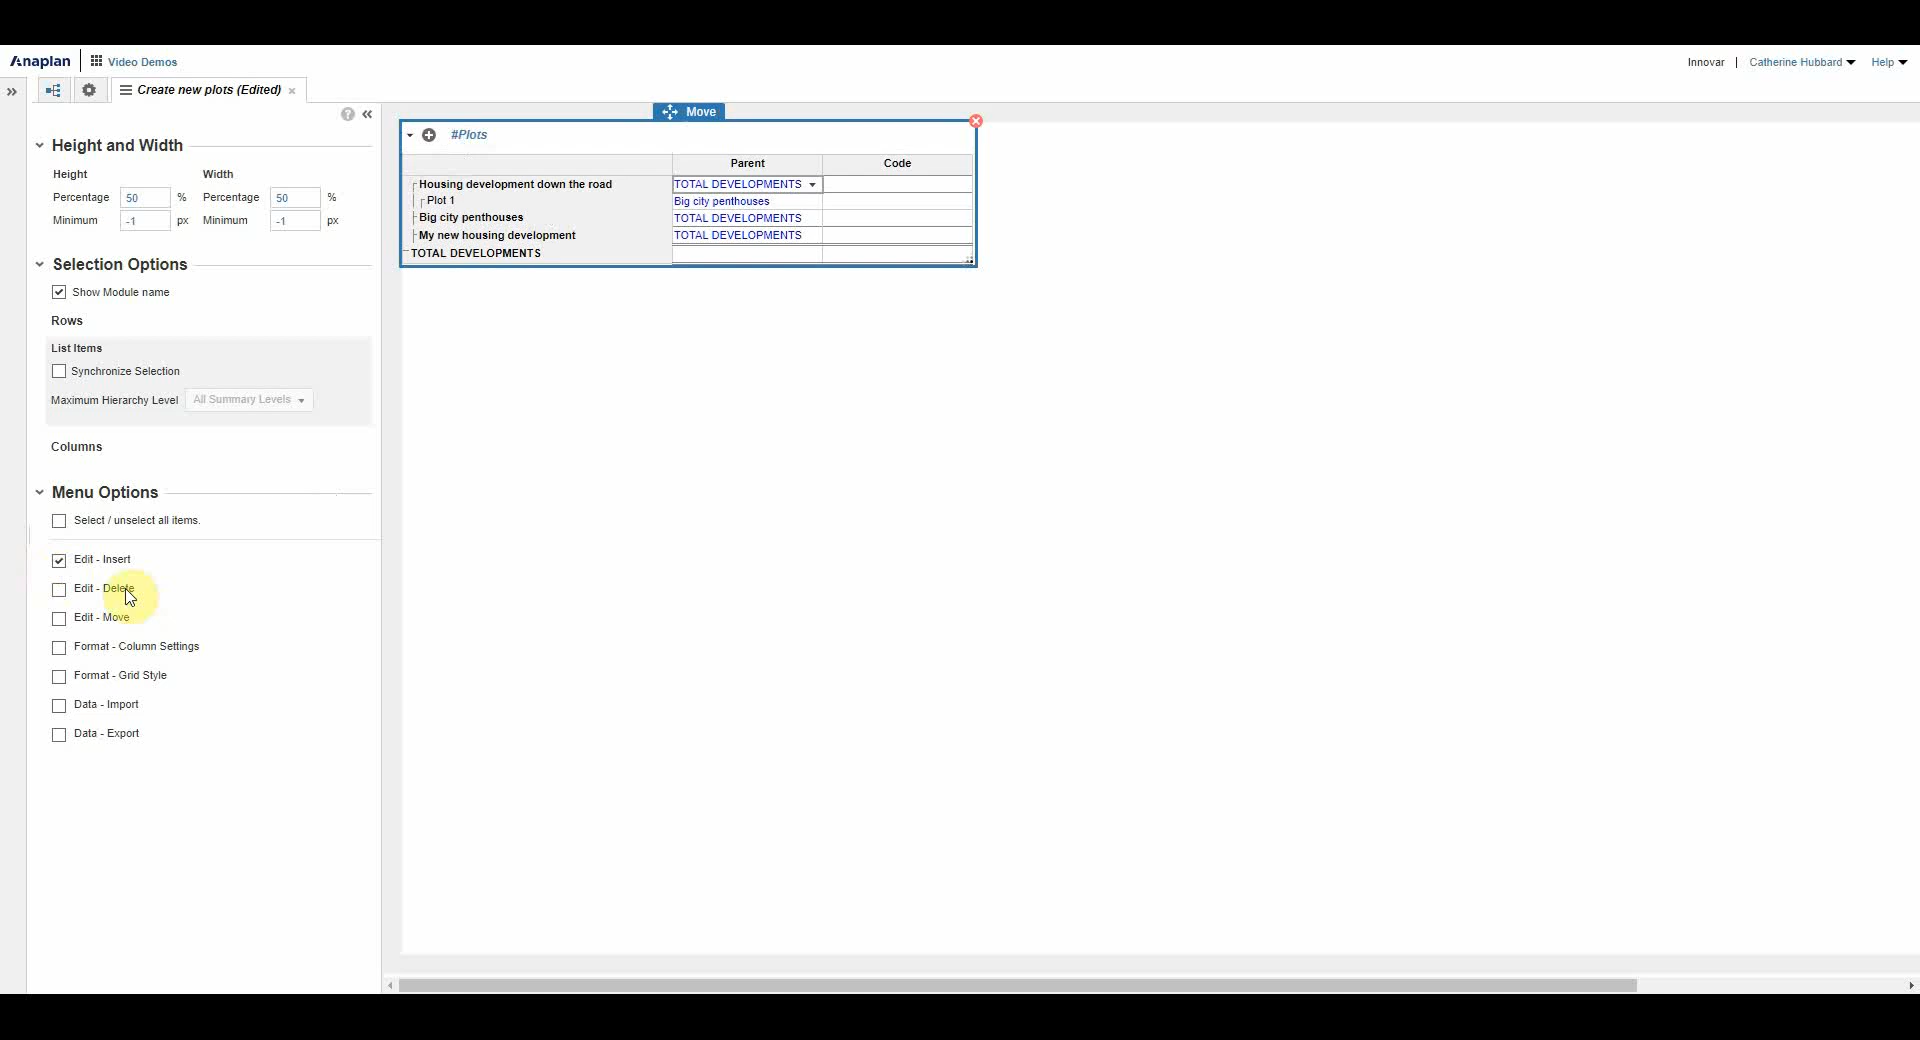 Anaplan Video Demos Innovar | Catherine Hubbard Help
Create new plots (Edited) ×
Move
Height and Width
Height Width
Percentage 50 % Percentage 50 %
Minimum -1 px Minimum -1 px
Selection Options
Show Module name
Rows
List Items
Synchronize Selection
Maximum Hierarchy Level All Summary Levels
Columns
Menu Options
Select / unselect all items.
Edit - Insert
Edit - Delete
Edit - Move
Format - Column Settings
Format - Grid Style
Data - Import
Data - Export
#Plots
Parent Code
Housing development down the road TOTAL DEVELOPMENTS
Plot 1 Big city penthouses
Big city penthouses TOTAL DEVELOPMENTS
My new housing development TOTAL DEVELOPMENTS
TOTAL DEVELOPMENTS